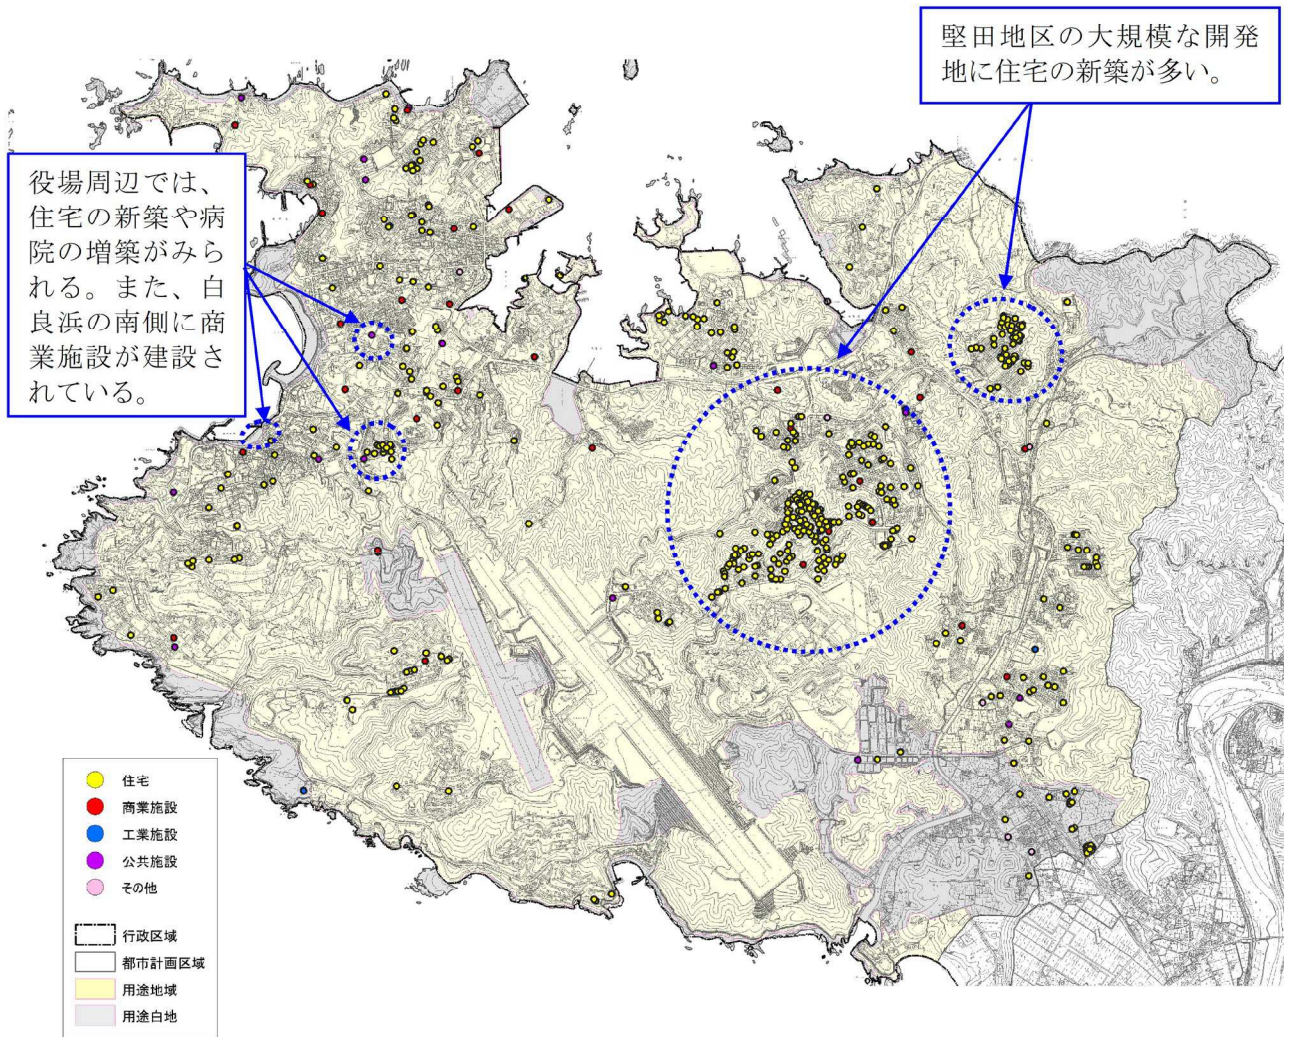 堅田地区の大規模な開発
地に住宅の新築が多い。
役場周辺では、
住宅の新築や病
院の増築がみら
れる。また、白
良浜の南側に商
業施設が建設さ
れている。
住宅
商業施設
工業施設
公共施設
その他
行政区域
都市計画区域
用途地域
用途白地